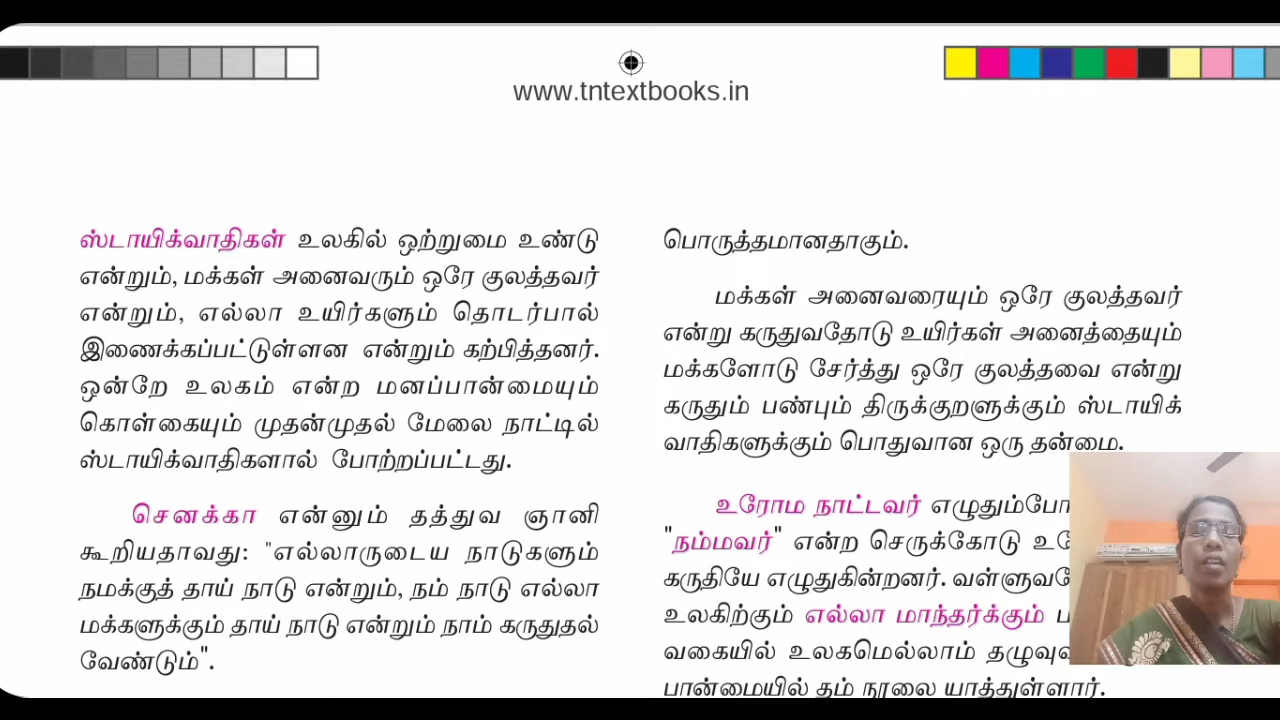 www.tntextbooks.in
ஸ்டாயிக்வாதிகள் உலகில் ஒற்றுமை உண்டு
என்றும், மக்கள் அனைவரும் ஒரே குலத்தவர்
என்றும், எல்லா உயிர்களும் தொடர்பால்
இணைக்கப்பட்டுள்ளன என்றும் கற்பித்தனர்.
ஒன்றே உலகம் என்ற மனப்பான்மையும்
கொள்கையும் முதன்முதல் மேலை நாட்டில்
ஸ்டாயிக்வாதிகளால் போற்றப்பட்டது.
செனக்கா என்னும் தத்துவ ஞானி
கூறியதாவது: "எல்லாருடைய நாடுகளும்
நமக்குத் தாய் நாடு என்றும், நம் நாடு எல்லா
மக்களுக்கும் தாய் நாடு என்றும் நாம் கருதுதல்
வேண்டும்".
பொருத்தமானதாகும்.
மக்கள் அனைவரையும் ஒரே குலத்தவர்
என்று கருதுவதோடு உயிர்கள் அனைத்தையும்
மக்களோடு சேர்த்து ஒரே குலத்தவை என்று
கருதும் பண்பும் திருக்குறளுக்கும் ஸ்டாயிக்
வாதிகளுக்கும் பொதுவான ஒரு தன்மை.
உரோம நாட்டவர்
"நம்மவர்" என்ற செருக்கோடு
கருதியே எழுதுகின்றனர்.
உலகிற்கும் எல்லா மாந்தர்க்கும்
வகையில் உலகமெல்லாம்
பான்மையில் தம் நூலை யாத்துள்ளார்.